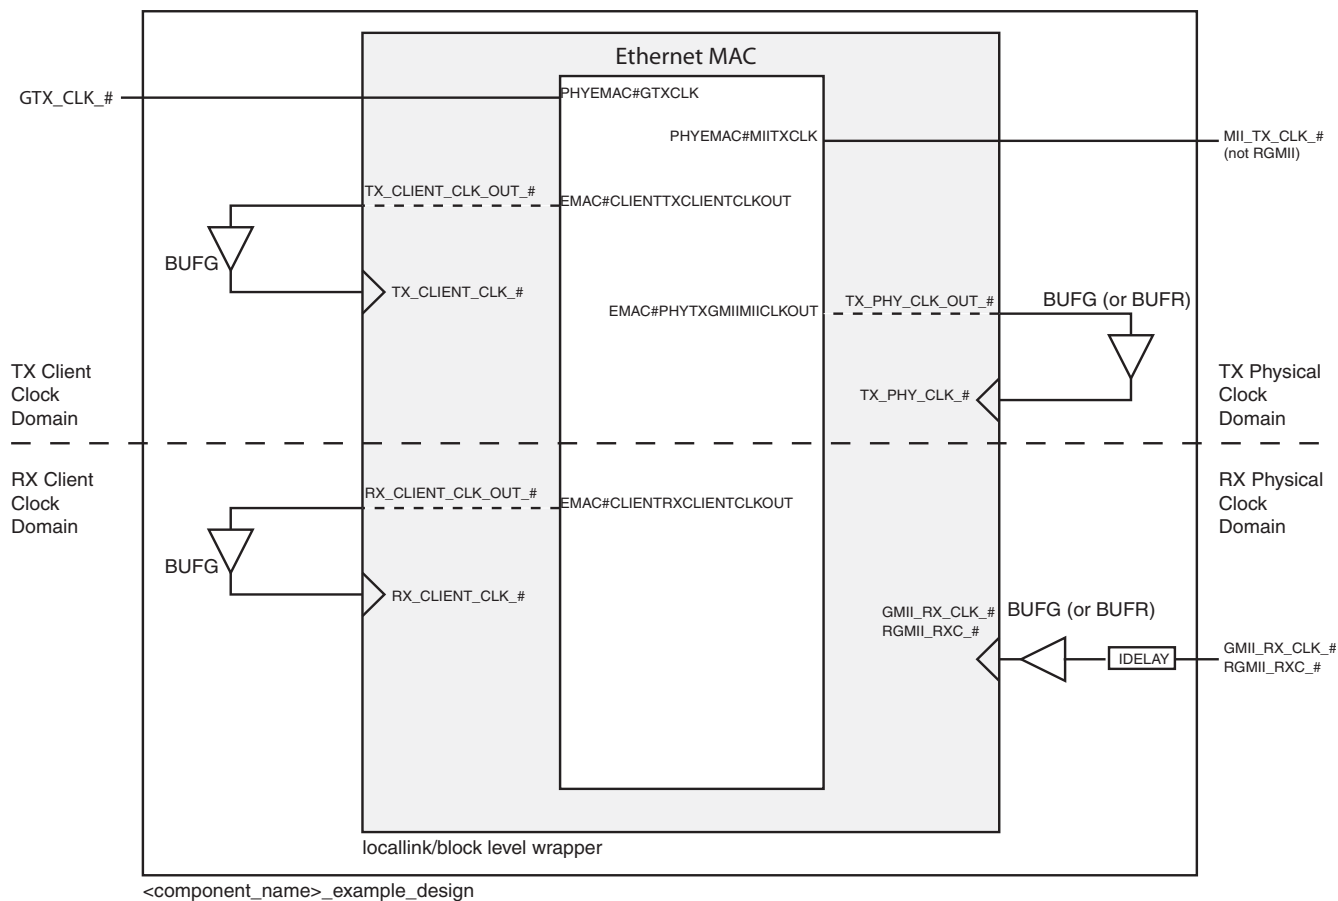 Ethernet MAC
GTX_CLK_#
PHYEMAC#GTXCLK
PHYEMAC#MIITXCLK
MII_TX_CLK_#
(not RGMII)
TX_CLIENT_CLK_OUT_#
EMAC#CLIENTTXCLIENTCLKOUT
BUFG
TX_CLIENT_CLK_#
EMAC#PHYTXGMIIMIICLKOUT
TX_PHY_CLK_OUT_#
BUFG (or BUFR)
TX_PHY_CLK_#
TX Client
Clock
Domain
TX Physical
Clock
Domain
RX Client
Clock
Domain
RX Physical
Clock
Domain
RX_CLIENT_CLK_OUT_#
EMAC#CLIENTRXCLIENTCLKOUT
BUFG
RX_CLIENT_CLK_#
GMII_RX_CLK_#
RGMII_RXC_#
BUFG (or BUFR)
IDELAY
GMII_RX_CLK_#
RGMII_RXC_#
locallink/block level wrapper
<component_name>_example_design